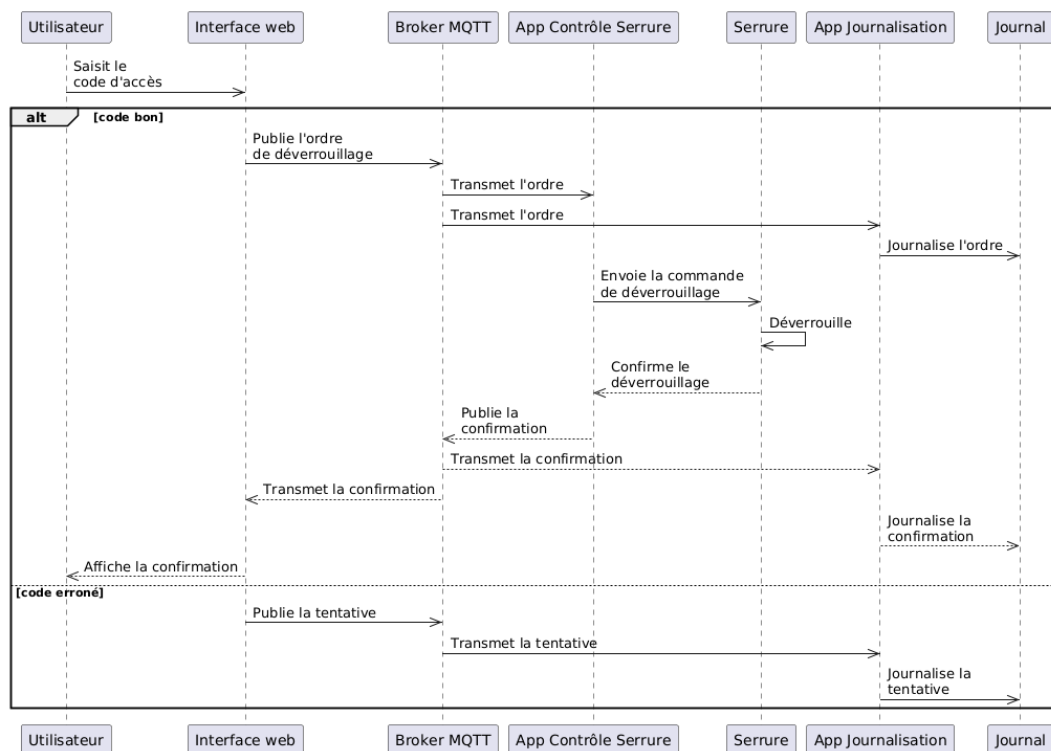 Utilisateur
Interface web
Broker MQTT
App Contrôle Serrure
Serrure
App Journalisation
Journal
Saisit le
code d'accès
alt
[code bon]
Publie l'ordre
de déverrouillage
Transmet l'ordre
Transmet l'ordre
Journalise l'ordre
Envoie la commande
de déverrouillage
Déverrouille
Confirme le
déverrouillage
Publie la
confirmation
Transmet la confirmation
Transmet la confirmation
Journalise la
confirmation
Affiche la confirmation
[code erroné]
Publie la tentative
Transmet la tentative
Journalise la
tentative
Utilisateur
Interface web
Broker MQTT
App Contrôle Serrure
Serrure
App Journalisation
Journal